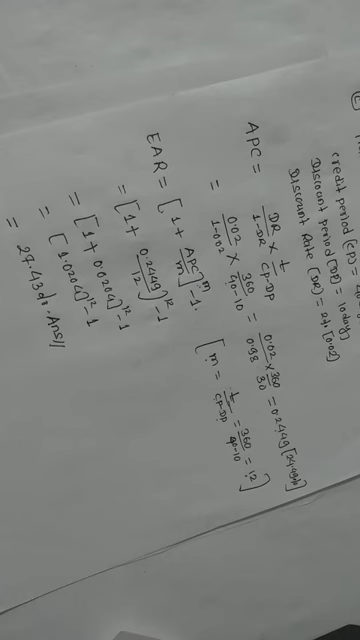 Credit period (CP) = 40
Discount period (DP) = 10 days
Discount Rate (DR) = 2% [0.02]
APC = DR/1-DR × t/CP-DP
= 0.02/1-0.02 × 360/40-10 = 0.02/0.98 × 360/30 = 0.2449 [24.49%]
EAR = [1 + APC/m]^m - 1. [m = t/CP-DP = 360/40-10 = 12]
= [1 + 0.2449/12]^12 - 1
= [1 + 0.0204]^12 - 1
= [1.0204]^12 - 1
= 27.43%. Ans//